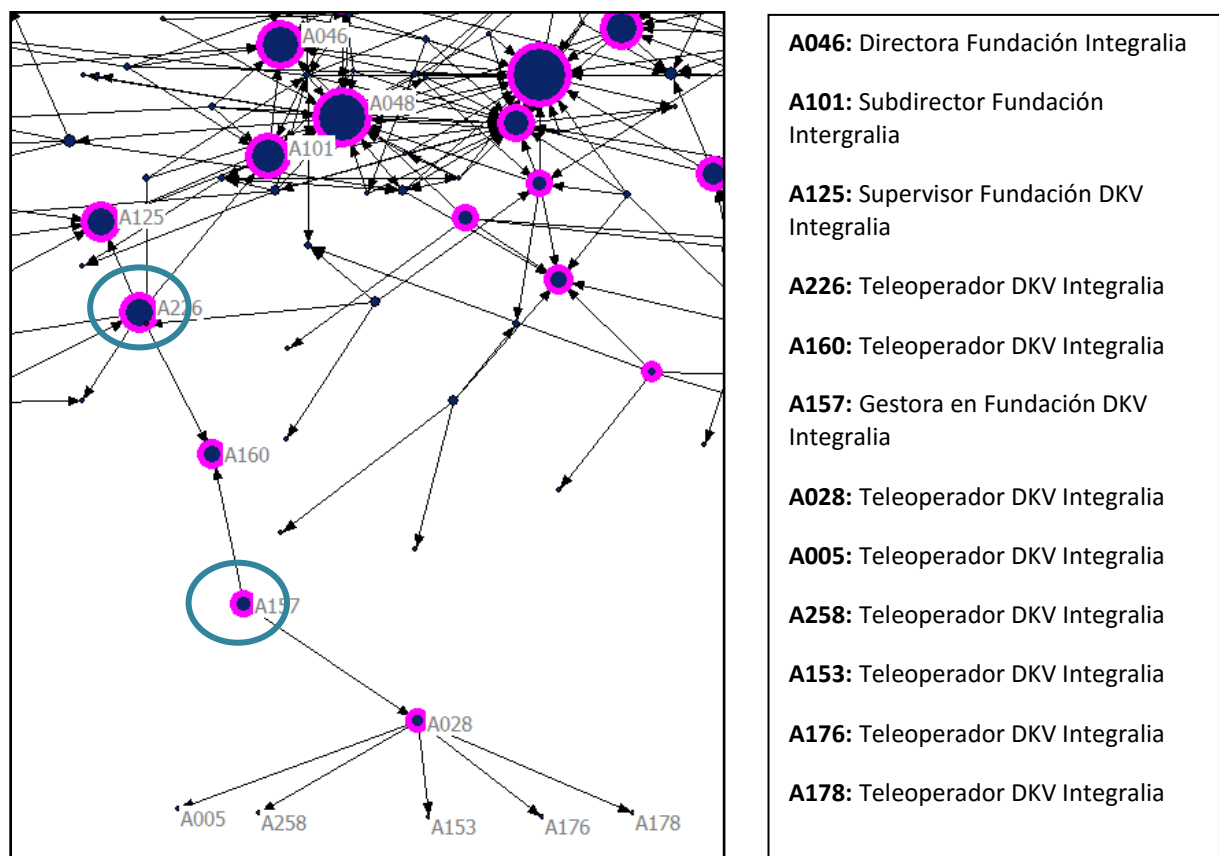 A046
A048
A101
A125
A226
A160
A157
A028
A005
A258
A153
A176
A178
A046: Directora Fundación Integralia
A101: Subdirector Fundación
Intergralia
A125: Supervisor Fundación DKV
Integralia
A226: Teleoperador DKV Integralia
A160: Teleoperador DKV Integralia
A157: Gestora en Fundación DKV
Integralia
A028: Teleoperador DKV Integralia
A005: Teleoperador DKV Integralia
A258: Teleoperador DKV Integralia
A153: Teleoperador DKV Integralia
A176: Teleoperador DKV Integralia
A178: Teleoperador DKV Integralia